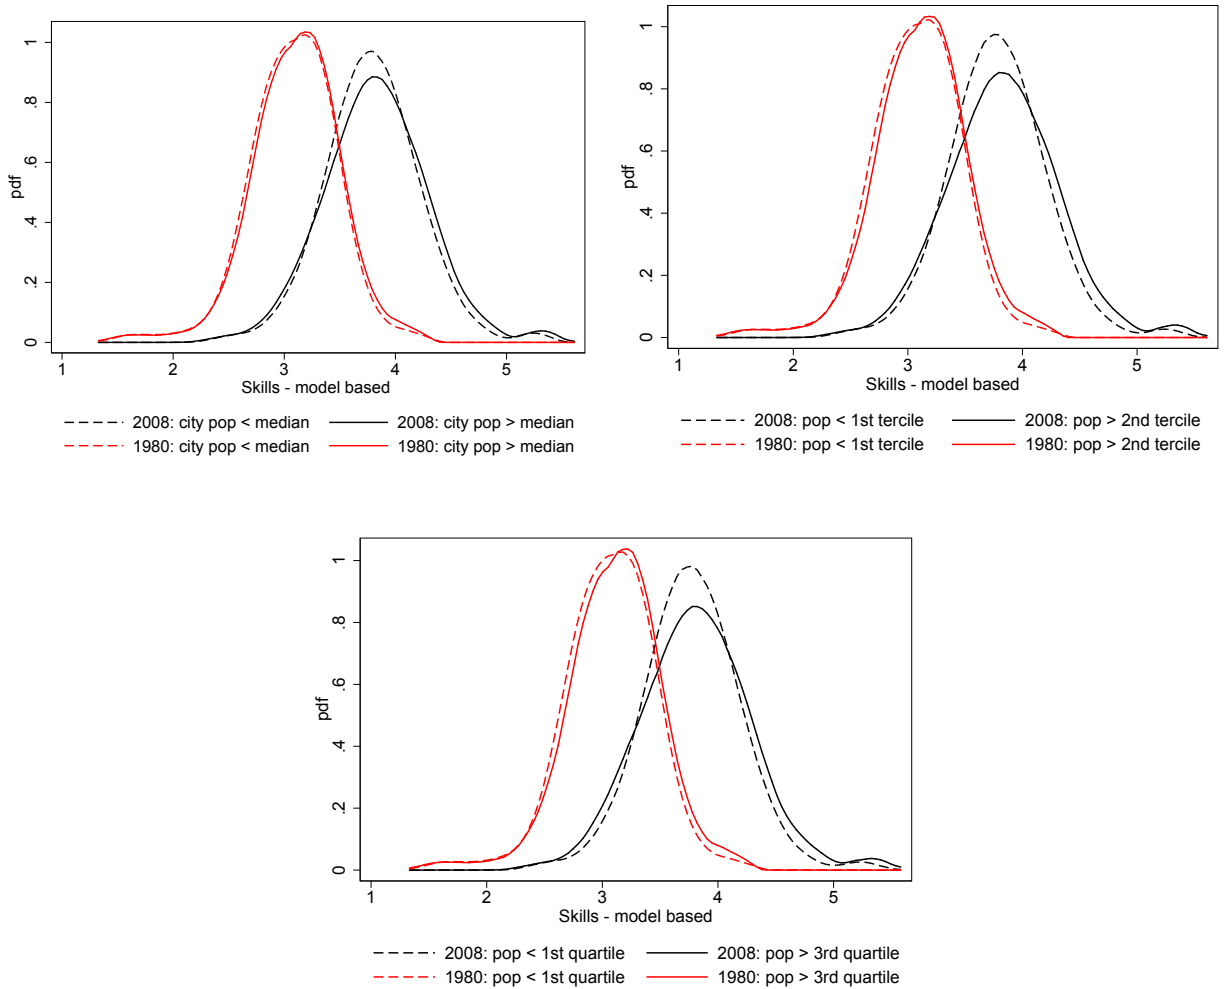 pdf
0
.2
.4
.6
.8
1
1 2 3 4 5
Skills - model based
2008: city pop < median 2008: city pop > median
1980: city pop < median 1980: city pop > median
pdf
0
.2
.4
.6
.8
1
1 2 3 4 5
Skills - model based
2008: pop < 1st tercile 2008: pop > 2nd tercile
1980: pop < 1st tercile 1980: pop > 2nd tercile
pdf
0
.2
.4
.6
.8
1
1 2 3 4 5
Skills - model based
2008: pop < 1st quartile 2008: pop > 3rd quartile
1980: pop < 1st quartile 1980: pop > 3rd quartile